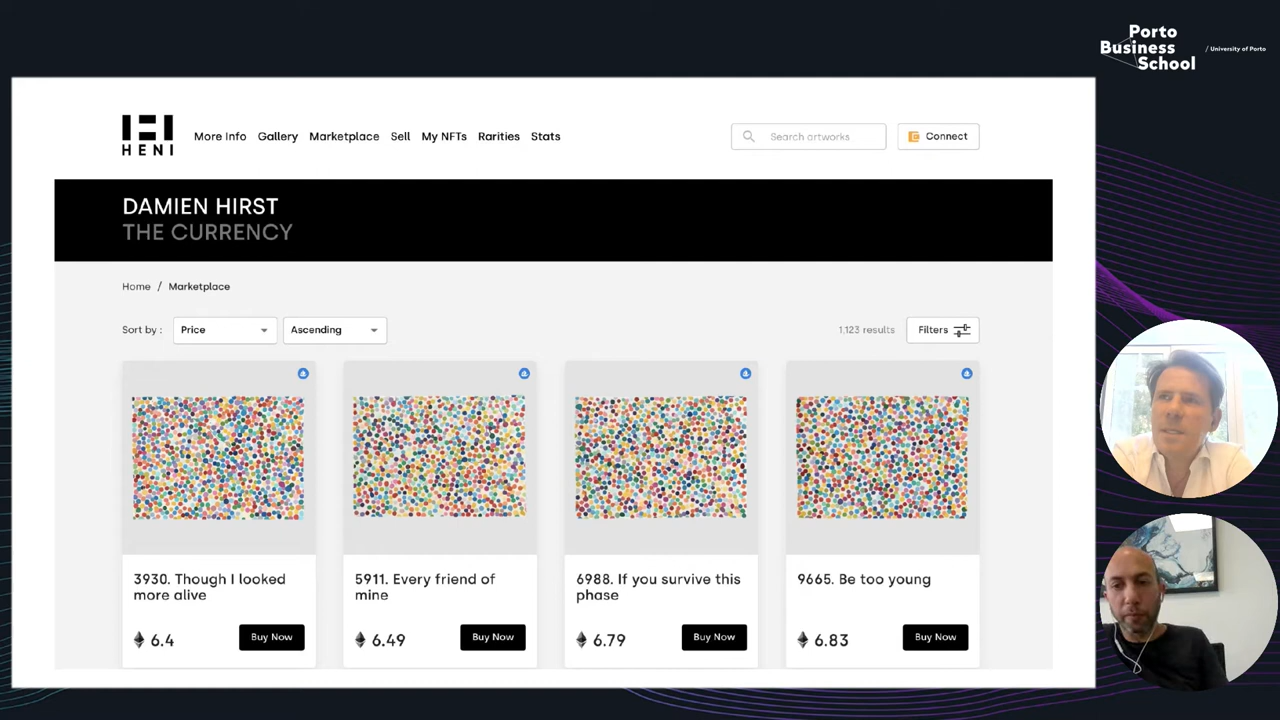 Porto
Business
School
/ University of Porto
HENI
More Info Gallery Marketplace Sell My NFTs Rarities Stats
Search artworks
Connect
DAMIEN HIRST
THE CURRENCY
Home / Marketplace
Sort by : Price Ascending
1.123 results
Filters
3930. Though I looked
more alive
6.4
Buy Now
5911. Every friend of
mine
6.49
Buy Now
6988. If you survive this
phase
6.79
Buy Now
9665. Be too young
6.83
Buy Now